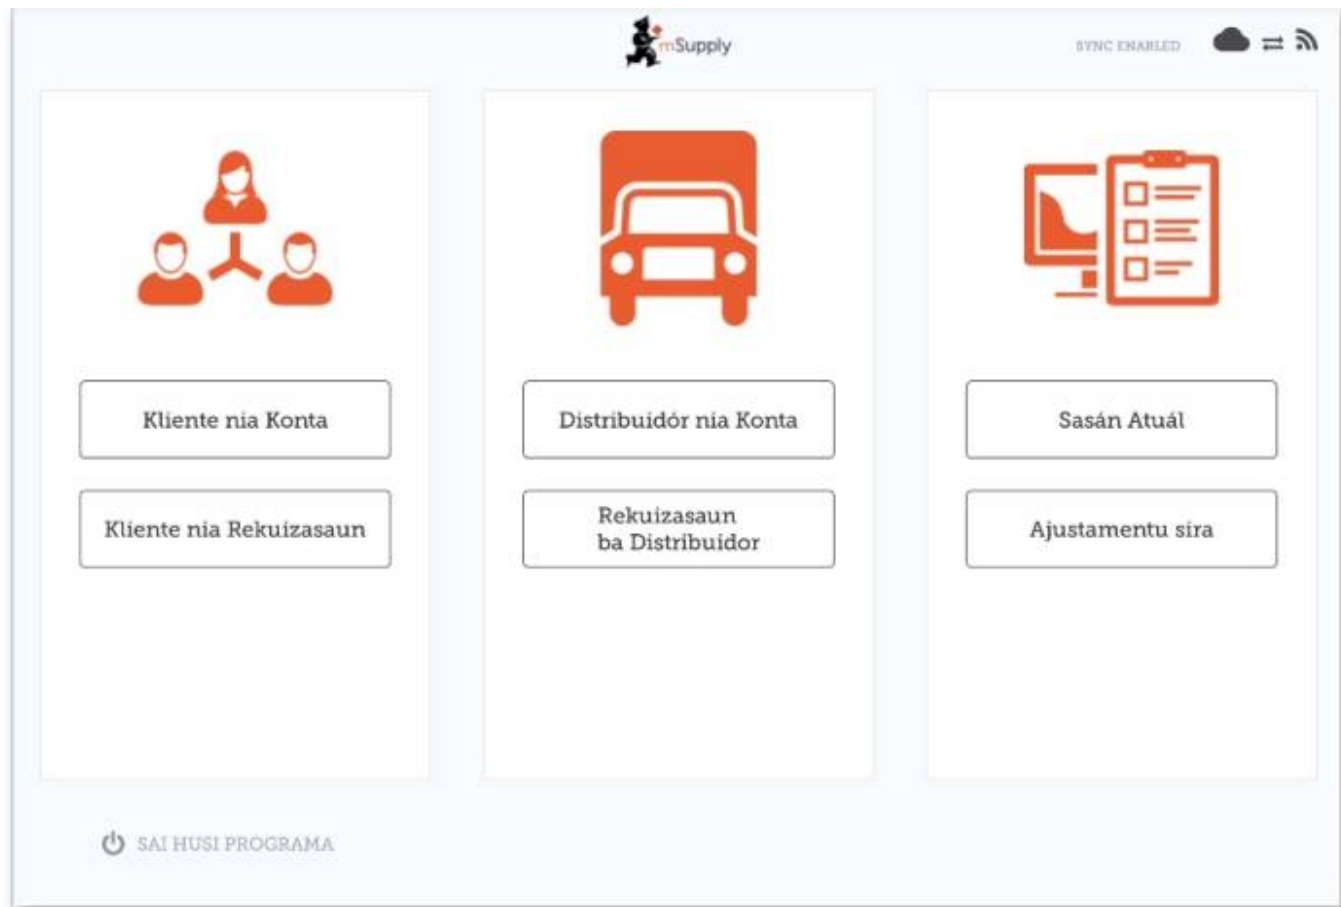 mSupply
SYNC ENABLED
Kliente nia Konta
Kliente nia Rekuizasaun
Distribuidór nia Konta
Rekuizasaun
ba Distribuidor
Sasán Atuál
Ajustamentu sira
SAI HUSI PROGRAMA